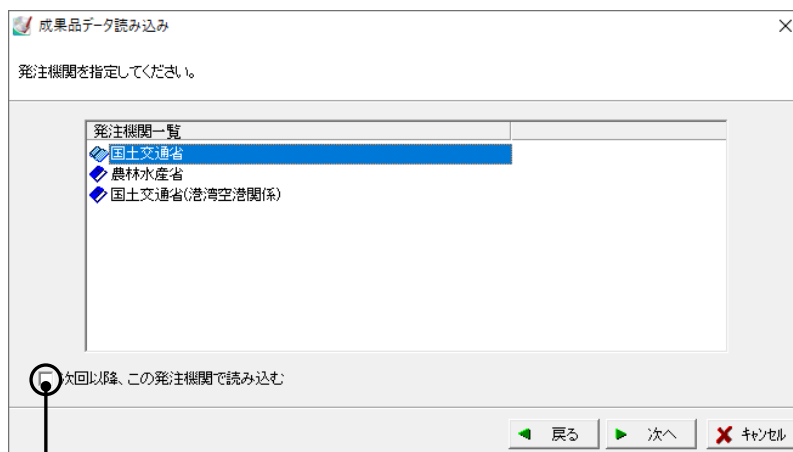 成果品データ読み込み
発注機関を指定してください。
発注機関一覧
国土交通省
農林水産省
国土交通省(港湾空港関係)
次回以降、この発注機関で読み込む
戻る 次へ キャンセル